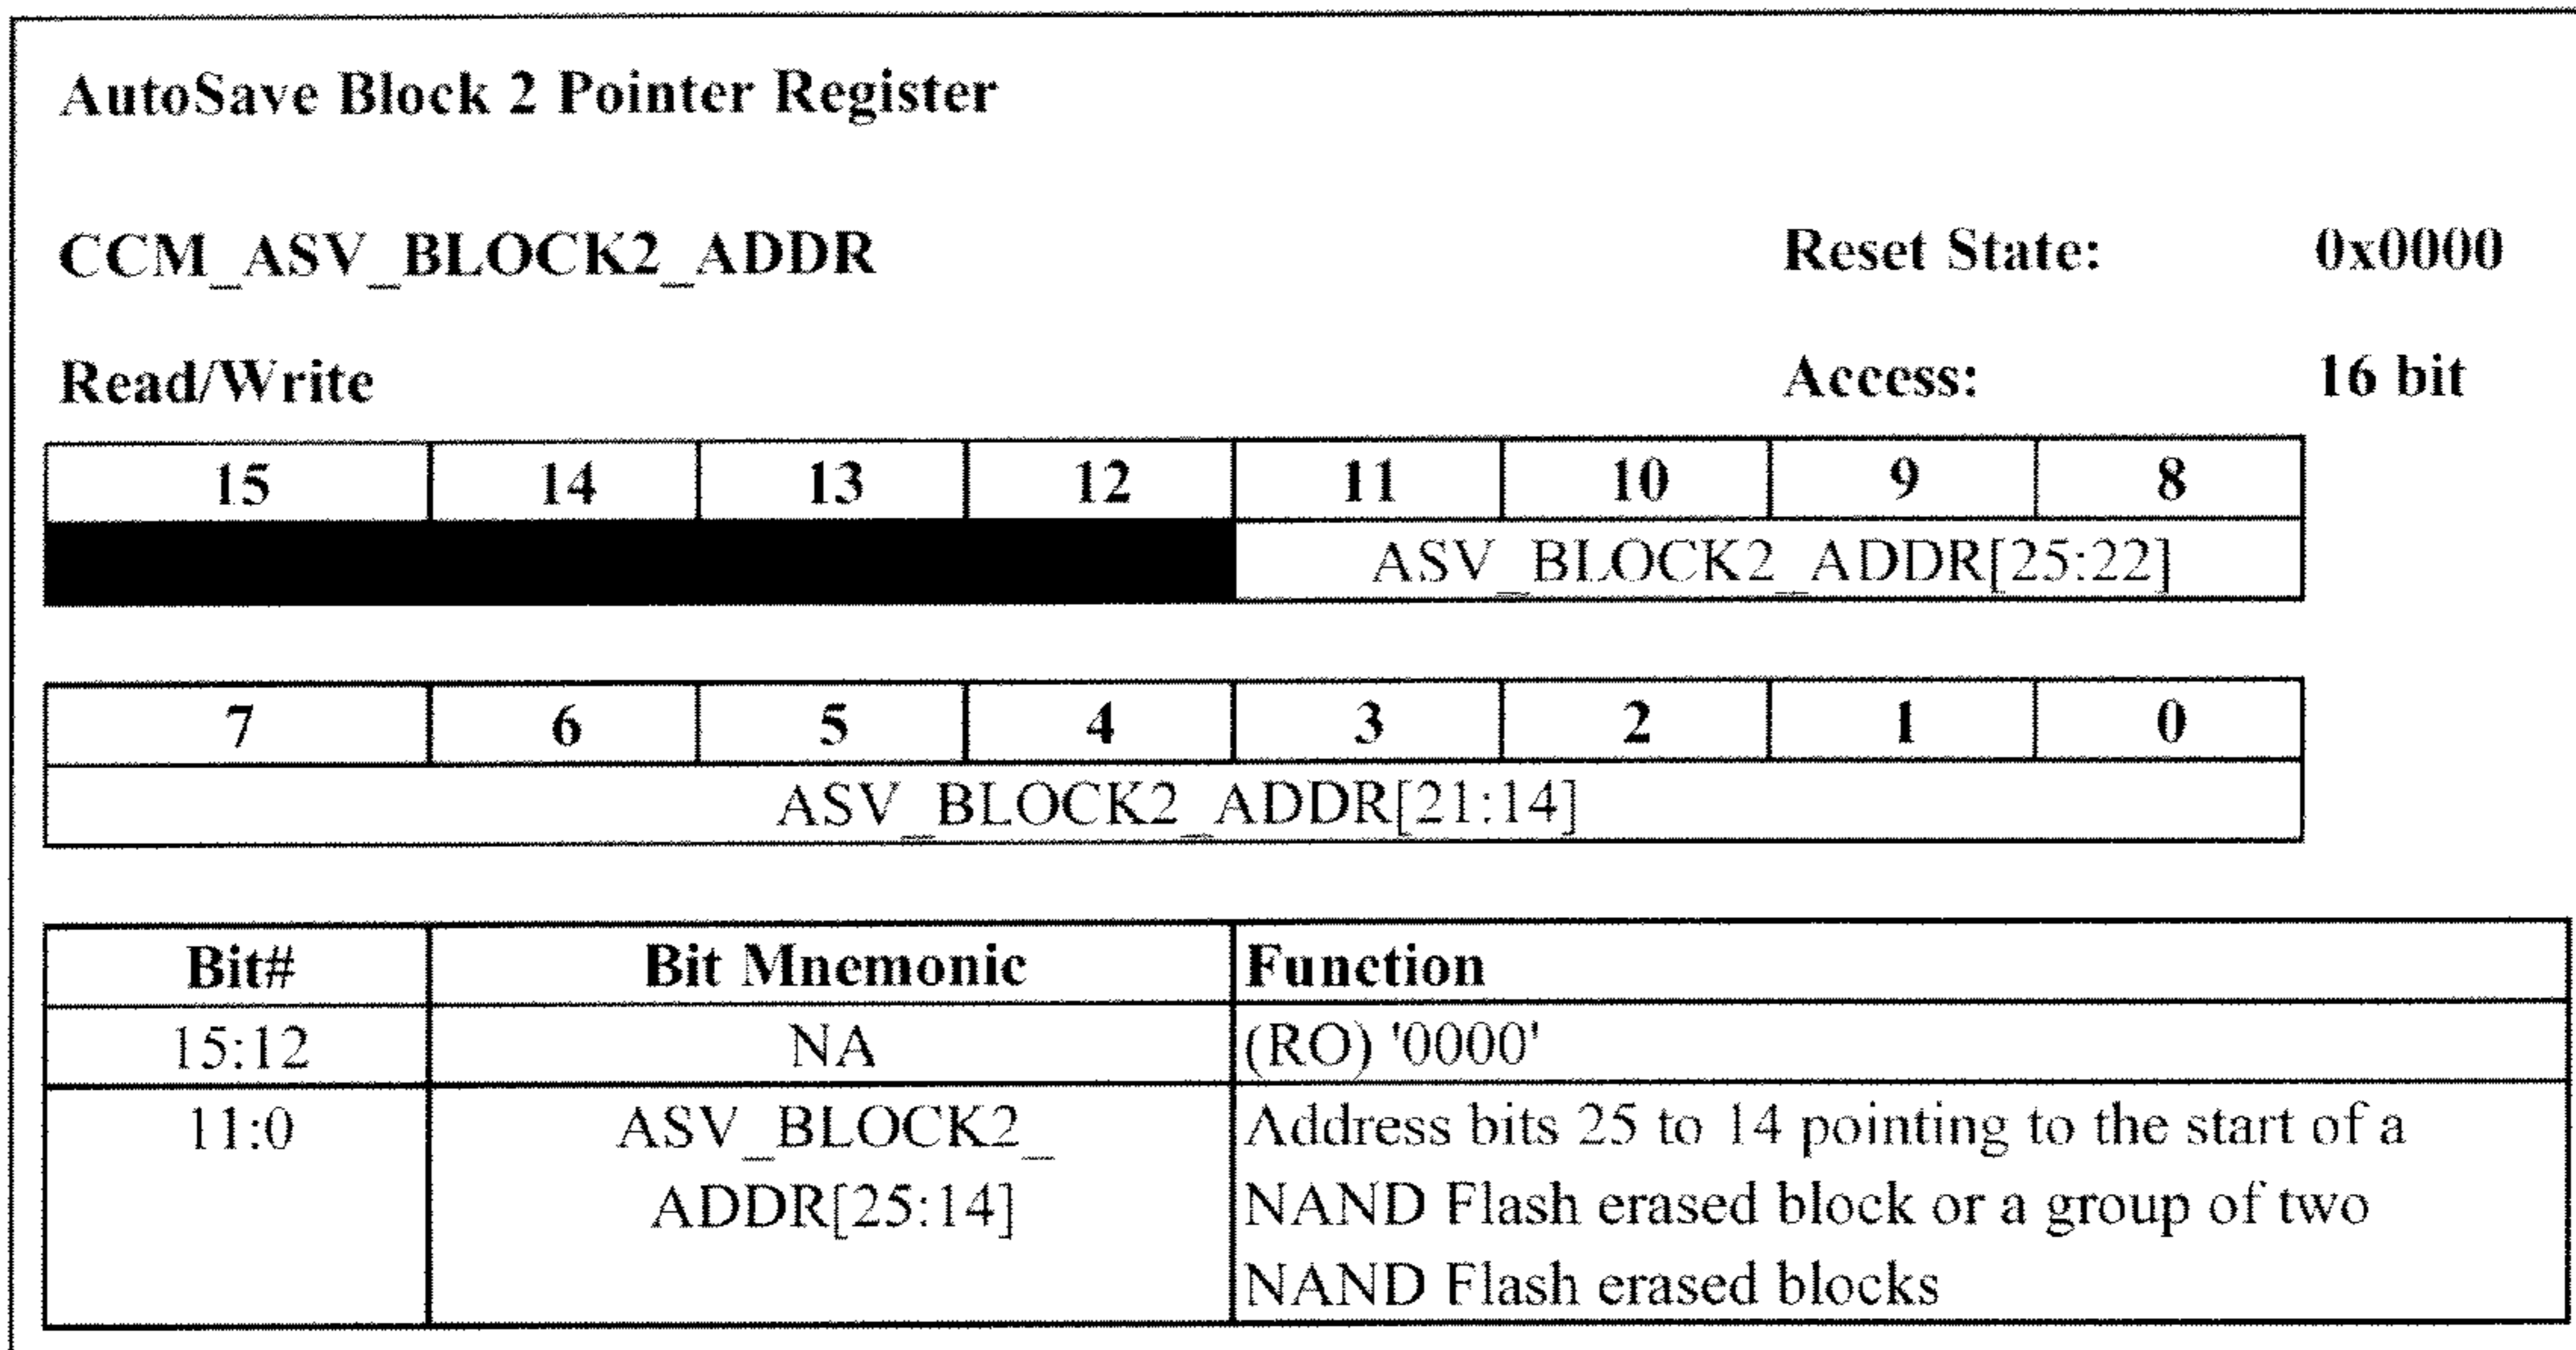 AutoSave Block 2 Pointer Register
CCM_ASV_BLOCK2_ADDR Reset State: 0x0000
Read/Write Access: 16 bit
15 14 13 12 11 10 9 8
ASV_BLOCK2_ADDR[25:22]
7 6 5 4 3 2 1 0
ASV_BLOCK2_ADDR[21:14]
Bit# Bit Mnemonic Function
15:12 NA (RO) '0000'
11:0 ASV_BLOCK2_ Address bits 25 to 14 pointing to the start of a
ADDR[25:14] NAND Flash erased block or a group of two
NAND Flash erased blocks